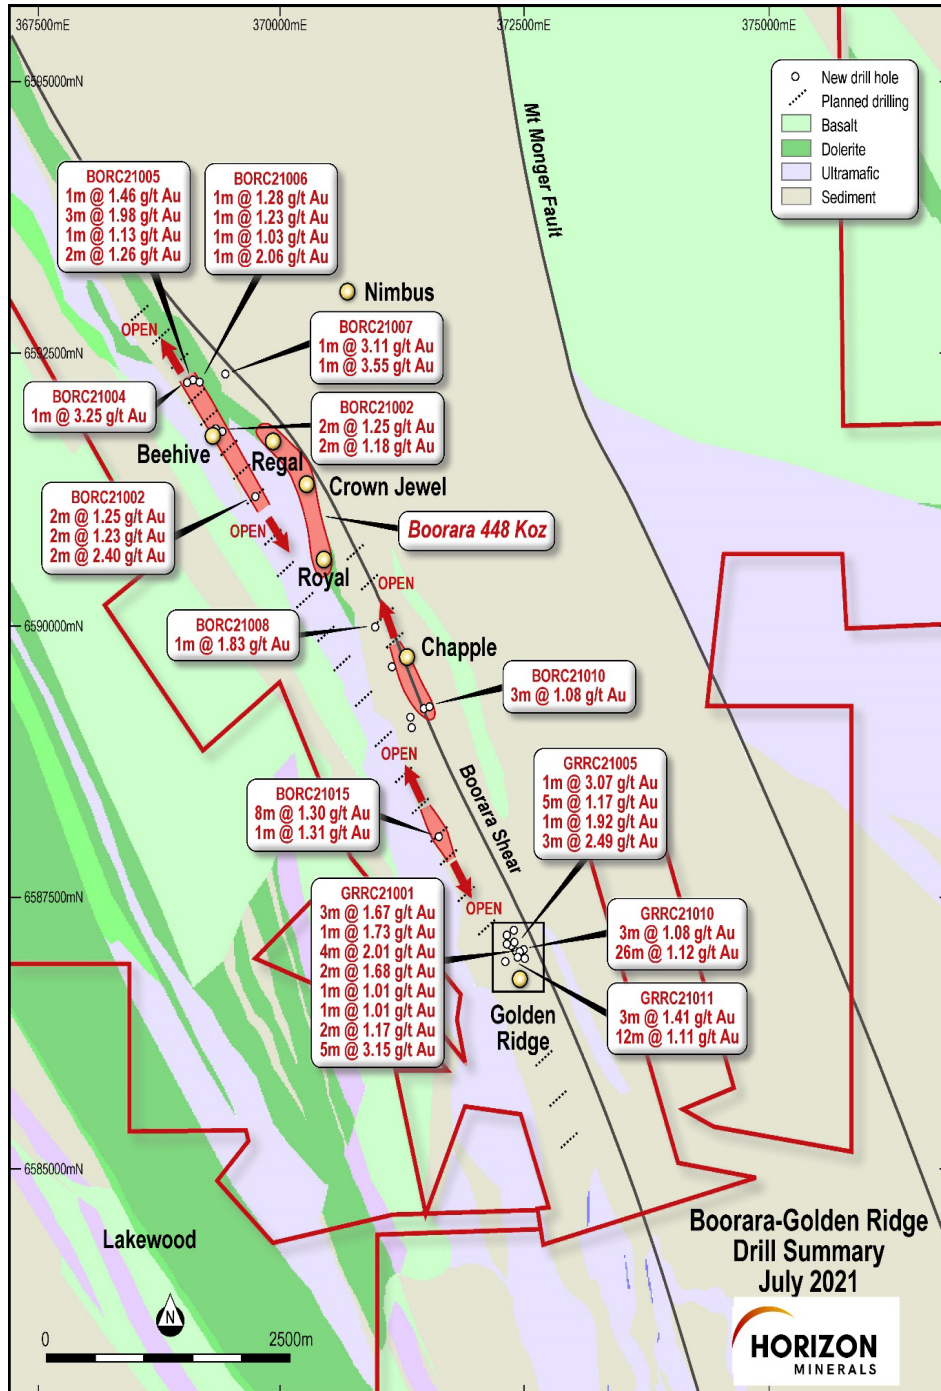 367500mE
370000mE
372500mE
375000mE
6595000mN
New drill hole
Planned drilling
Basalt
Dolerite
Ultramafic
Sediment
Mt Monger Fault
BORC21005
1m @ 1.46 g/t Au
3m @ 1.98 g/t Au
1m @ 1.13 g/t Au
2m @ 1.26 g/t Au
BORC21006
1m @ 1.28 g/t Au
1m @ 1.23 g/t Au
1m @ 1.03 g/t Au
1m @ 2.06 g/t Au
Nimbus
OPEN
BORC21007
1m @ 3.11 g/t Au
1m @ 3.55 g/t Au
6592500mN
BORC21004
1m @ 3.25 g/t Au
BORC21002
2m @ 1.25 g/t Au
2m @ 1.18 g/t Au
Beehive
Regal
Crown Jewel
BORC21002
2m @ 1.25 g/t Au
2m @ 1.23 g/t Au
2m @ 2.40 g/t Au
OPEN
Boorara 448 Koz
Royal
OPEN
6590000mN
BORC21008
1m @ 1.83 g/t Au
Chapple
BORC21010
3m @ 1.08 g/t Au
OPEN
Boorara Shear
GRRC21005
1m @ 3.07 g/t Au
5m @ 1.17 g/t Au
1m @ 1.92 g/t Au
3m @ 2.49 g/t Au
BORC21015
8m @ 1.30 g/t Au
1m @ 1.31 g/t Au
OPEN
6587500mN
GRRC21001
3m @ 1.67 g/t Au
1m @ 1.73 g/t Au
4m @ 2.01 g/t Au
2m @ 1.68 g/t Au
1m @ 1.01 g/t Au
1m @ 1.01 g/t Au
2m @ 1.17 g/t Au
5m @ 3.15 g/t Au
GRRC21010
3m @ 1.08 g/t Au
26m @ 1.12 g/t Au
GRRC21011
3m @ 1.41 g/t Au
12m @ 1.11 g/t Au
Golden
Ridge
6585000mN
Lakewood
Boorara-Golden Ridge
Drill Summary
July 2021
N
0
2500m
HORIZON
MINERALS